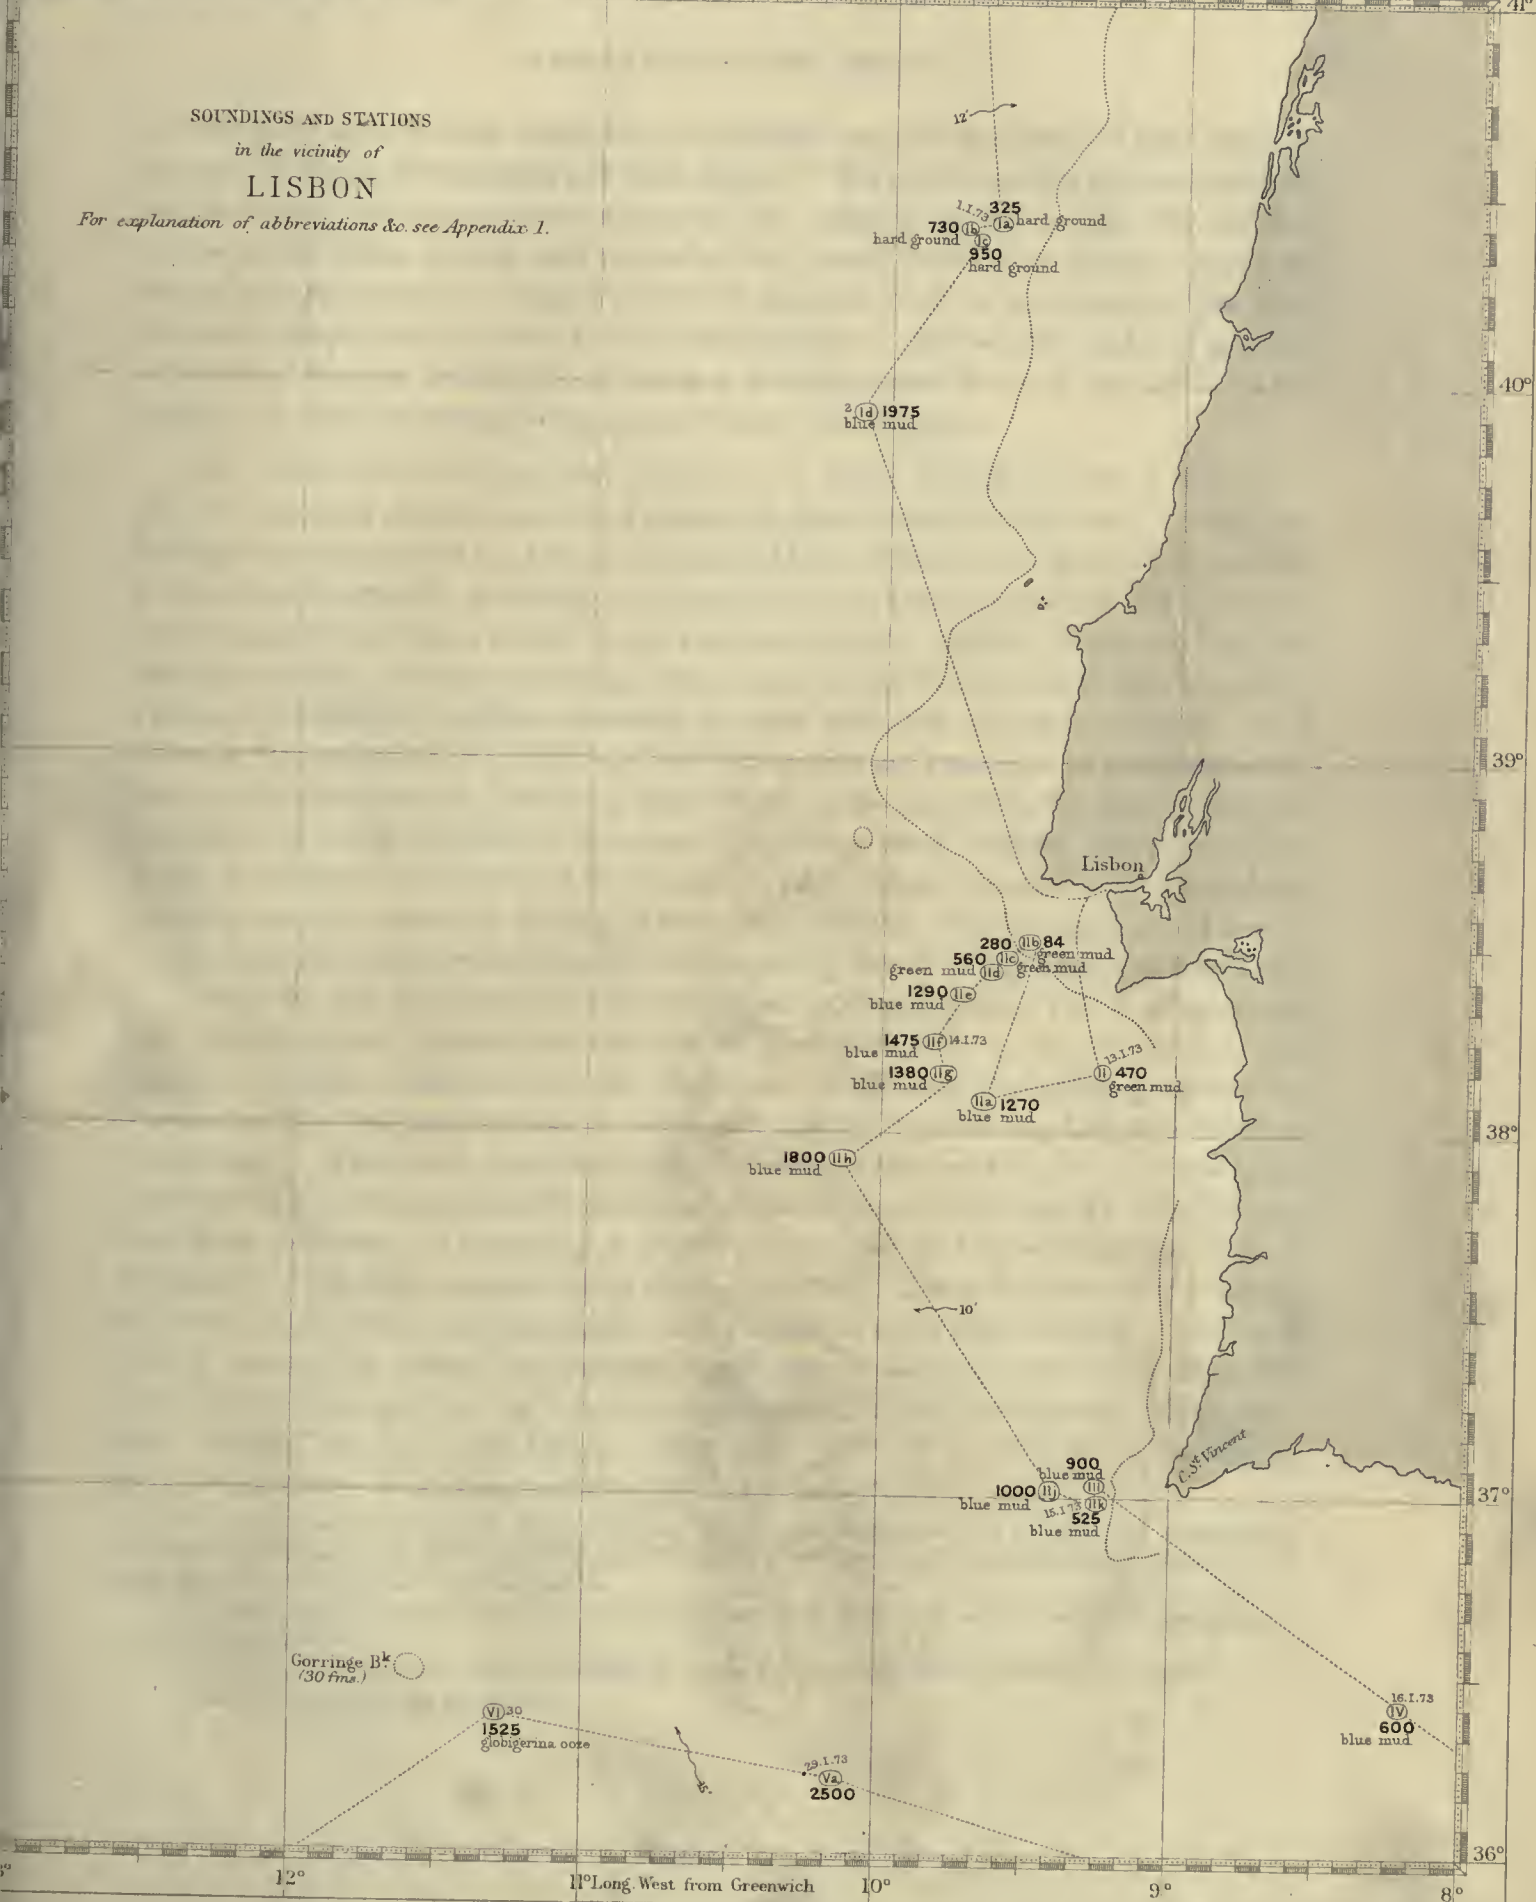 41°
SOUNDINGS AND STATIONS
in the vicinity of
LISBON
For explanation of abbreviations &c. see Appendix 1.
12'
1.I.73
325
Ia
hard ground
730
Ib
hard ground
Ic
950
hard ground
40°
2
Id
1975
blue mud
39°
Lisbon
280
IIb
84
green mud
560
IIc
green mud
green mud
IId
1290
IIe
blue mud
1475
IIf
14.I.73
blue mud
1380
IIg
blue mud
13.I.73
II
470
green mud
IIa
1270
blue mud
38°
1800
IIh
blue mud
10'
C. St. Vincent
900
blue mud
III
1000
IIj
blue mud
15.I.73
IIk
525
blue mud
37°
Gorringe Bk.
(30 fms.)
VI
30
1525
globigerina ooze
15'
29.I.73
Va
2500
16.I.73
IV
600
blue mud
36°
12°
11°
Long. West from Greenwich
10°
9°
8°